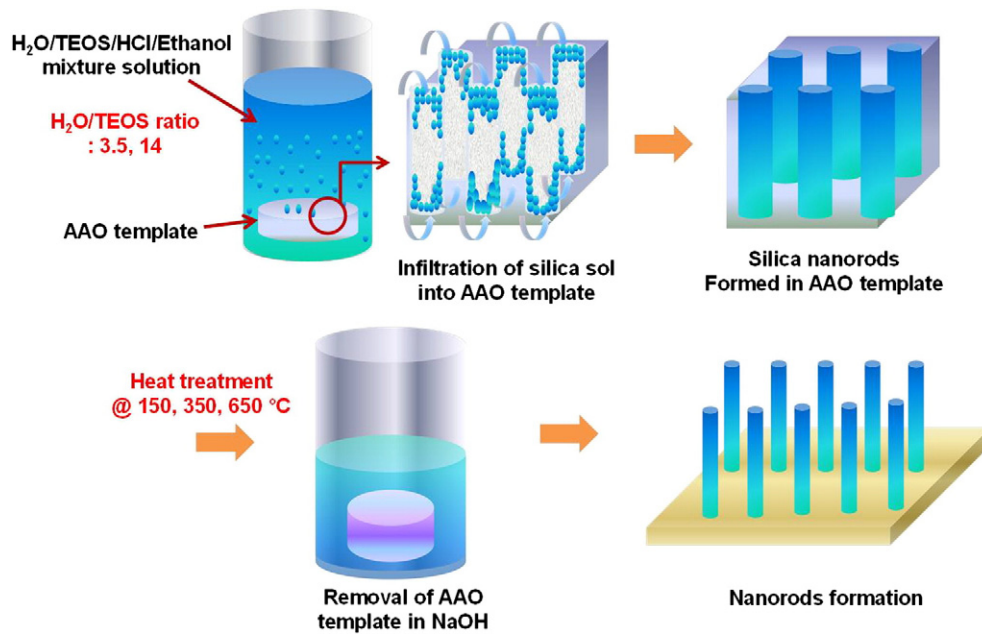 H₂O/TEOS/HCl/Ethanol
mixture solution
H₂O/TEOS ratio
: 3.5, 14
AAO template
Infiltration of silica sol
into AAO template
Silica nanorods
Formed in AAO template
Heat treatment
@ 150, 350, 650 °C
Removal of AAO
template in NaOH
Nanorods formation